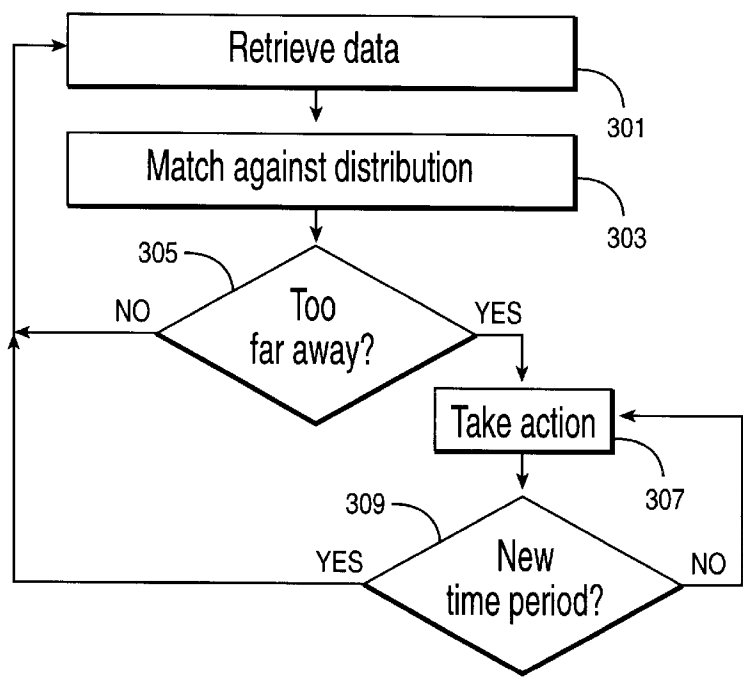 Retrieve data
301
Match against distribution
303
305
NO
Too
far away?
YES
Take action
307
309
YES
New
time period?
NO